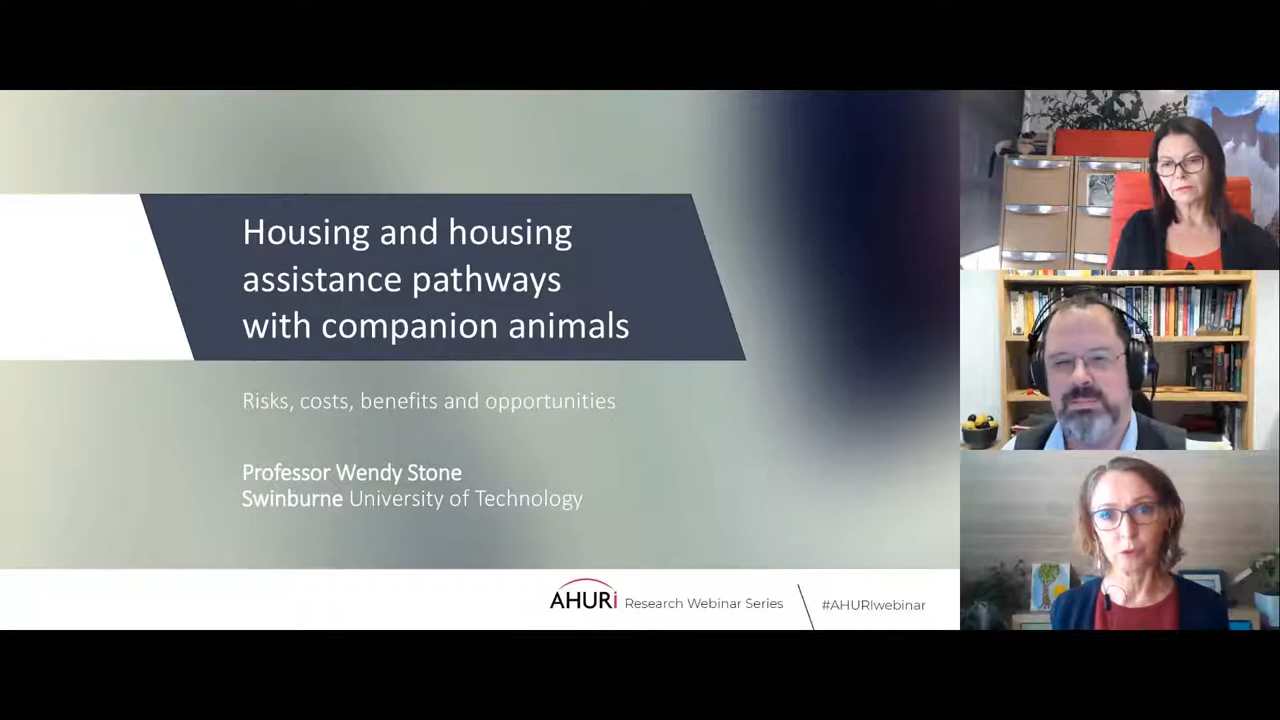 Housing and housing
assistance pathways
with companion animals
Risks, costs, benefits and opportunities
Professor Wendy Stone
Swinburne University of Technology
AHURi Research Webinar Series
#AHURIwebinar